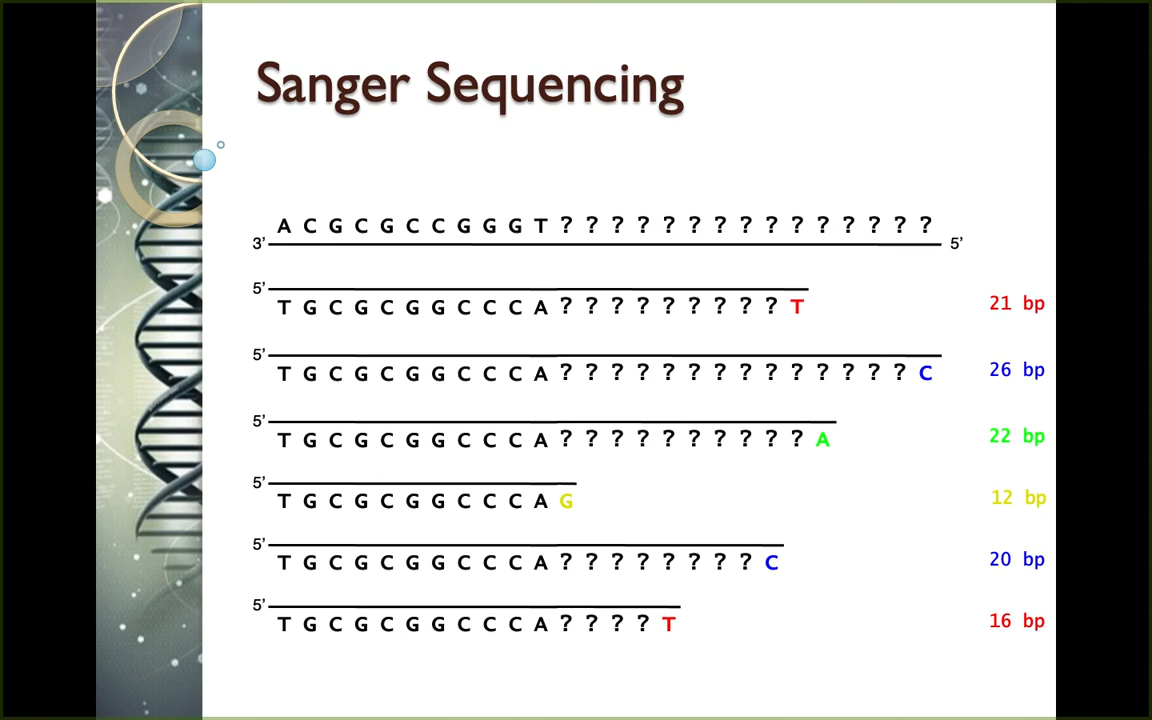 Sanger Sequencing
A C G C G C C G G G T ? ? ? ? ? ? ? ? ? ? ? ? ? ? ?
3’ 5’
5’
T G C G C G G C C C A ? ? ? ? ? ? ? ? ? T 21 bp
5’
T G C G C G G C C C A ? ? ? ? ? ? ? ? ? ? ? ? ? ? C 26 bp
5’
T G C G C G G C C C A ? ? ? ? ? ? ? ? ? ? A 22 bp
5’
T G C G C G G C C C A G 12 bp
5’
T G C G C G G C C C A ? ? ? ? ? ? ? ? C 20 bp
5’
T G C G C G G C C C A ? ? ? ? T 16 bp